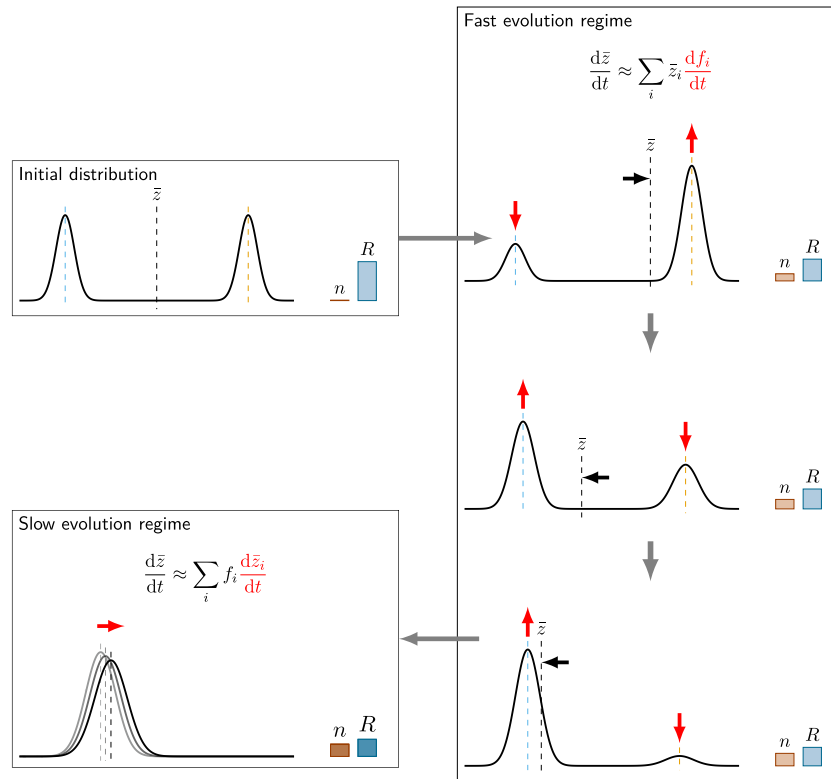 Initial distribution
z̄
n R
Fast evolution regime
dz̄/dt ≈ ∑_i z̄_i df_i/dt
z̄
n R
z̄
n R
z̄
n R
Slow evolution regime
dz̄/dt ≈ ∑_i f_i dz̄_i/dt
n R